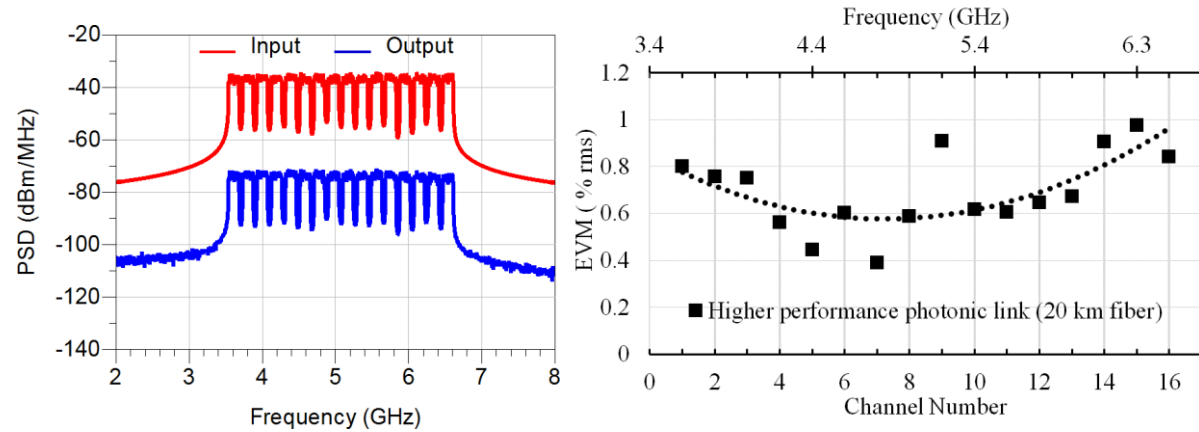 Input
Output
PSD (dBm/MHz)
-20
-40
-60
-80
-100
-120
-140
2 3 4 5 6 7 8
Frequency (GHz)
Frequency (GHz)
3.4 4.4 5.4 6.3
EVM ( % rms)
1.2
1
0.8
0.6
0.4
0.2
0
Higher performance photonic link (20 km fiber)
0 2 4 6 8 10 12 14 16
Channel Number